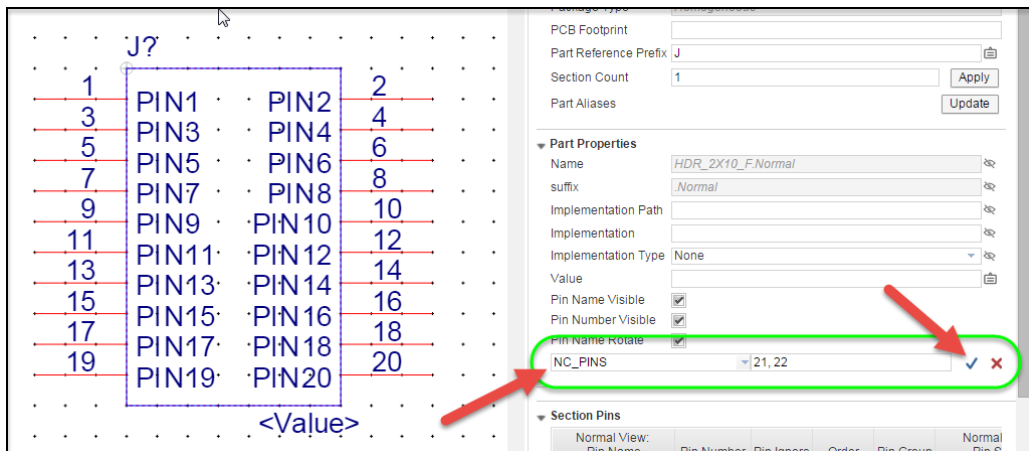 J?
1 PIN1 PIN2 2
3 PIN3 PIN4 4
5 PIN5 PIN6 6
7 PIN7 PIN8 8
9 PIN9 PIN10 10
11 PIN11 PIN12 12
13 PIN13 PIN14 14
15 PIN15 PIN16 16
17 PIN17 PIN18 18
19 PIN19 PIN20 20
<Value>
Package Type Homogeneous
PCB Footprint
Part Reference Prefix J
Section Count 1 Apply
Part Aliases Update
Part Properties
Name HDR_2X10_F.Normal
suffix .Normal
Implementation Path
Implementation
Implementation Type None
Value
Pin Name Visible
Pin Number Visible
Pin Name Rotate
NC_PINS 21, 22
Section Pins
Normal View: Normal
Pin Name Pin Number Pin Ignore Order Pin Group Pin S